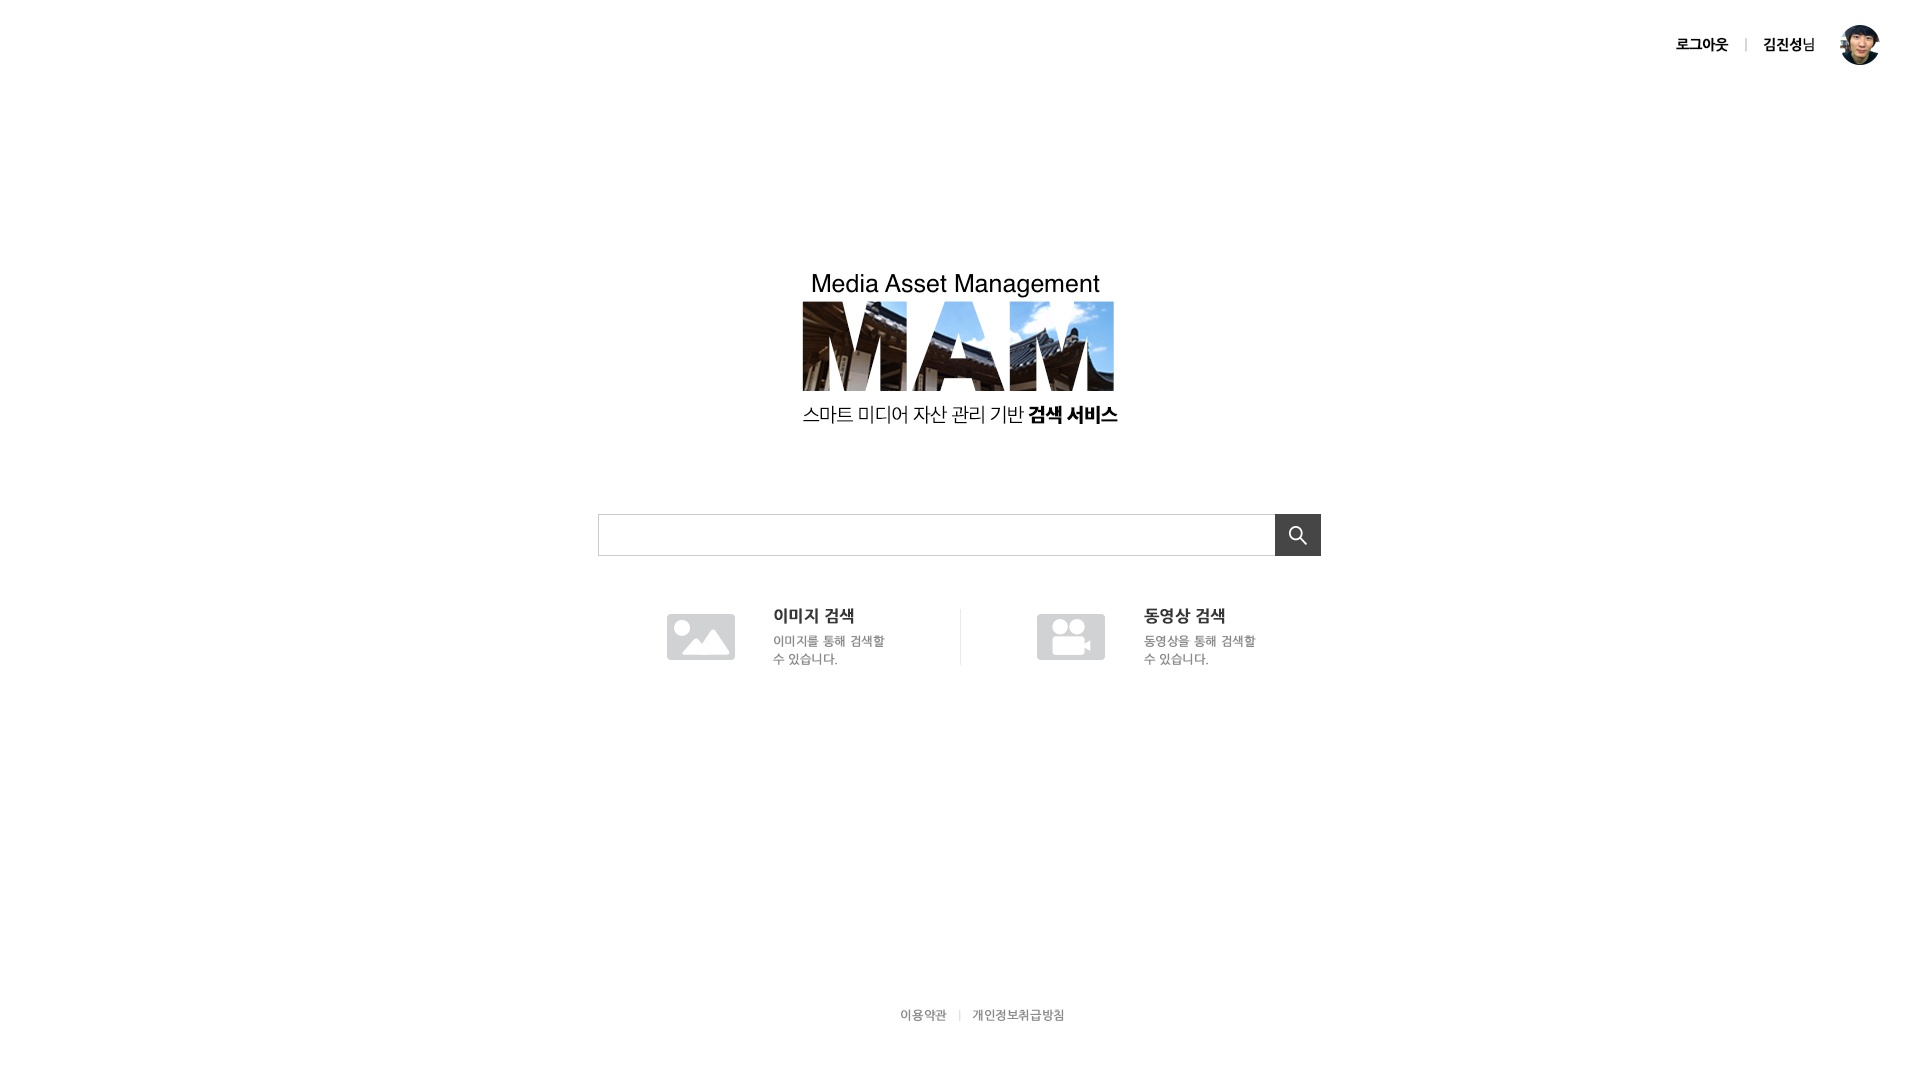 로그아웃 | 김진성님
Media Asset Management
MAM
스마트 미디어 자산 관리 기반 검색 서비스
이미지 검색
이미지를 통해 검색할
수 있습니다.
동영상 검색
동영상을 통해 검색할
수 있습니다.
이용약관 | 개인정보취급방침